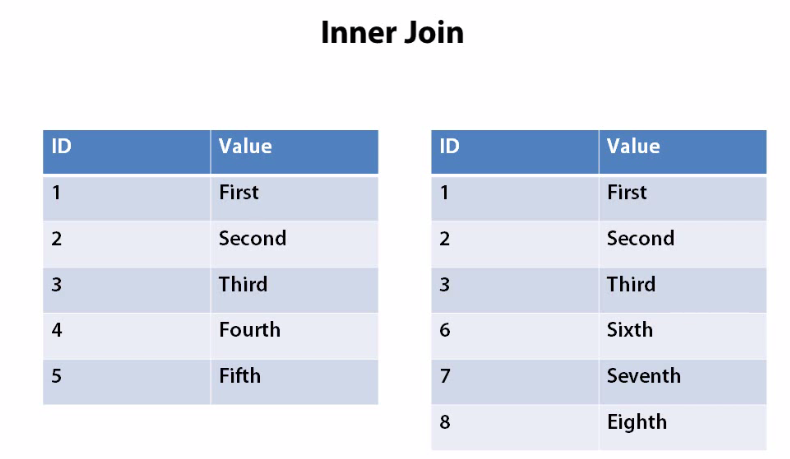 Inner Join
ID Value
1 First
2 Second
3 Third
4 Fourth
5 Fifth
ID Value
1 First
2 Second
3 Third
6 Sixth
7 Seventh
8 Eighth